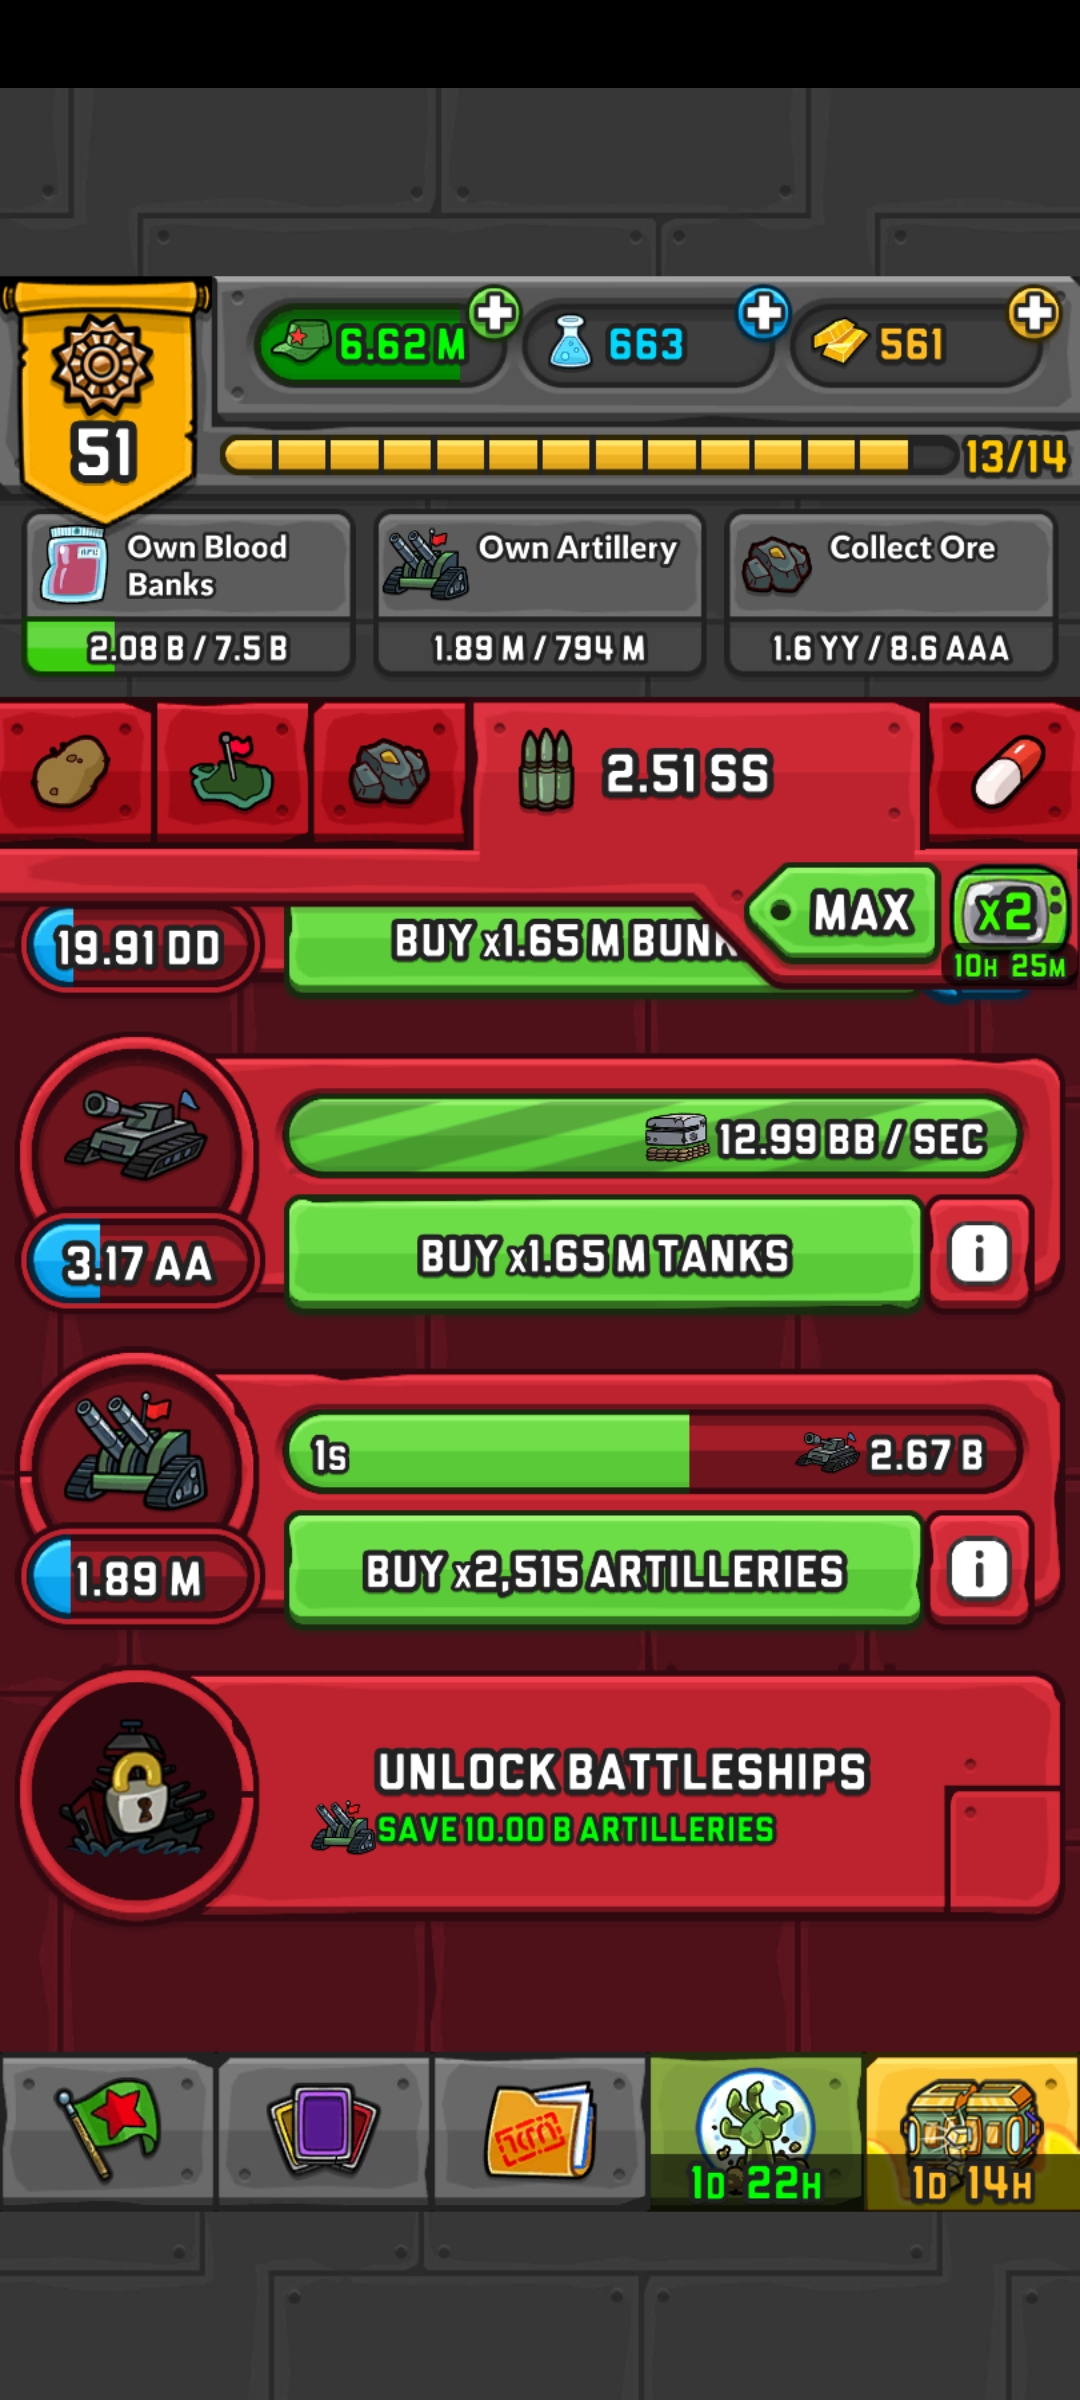 6.62 M
663
561
51
13/14
Own Blood
Banks
2.08 B / 7.5 B
Own Artillery
1.89 M / 794 M
Collect Ore
1.6 YY / 8.6 AAA
2.51 SS
MAX
x2
10H 25M
19.91 DD
BUY x1.65 M BUNK
12.99 BB / SEC
3.17 AA
BUY x1.65 M TANKS
i
1s
2.67 B
1.89 M
BUY x2,515 ARTILLERIES
i
UNLOCK BATTLESHIPS
SAVE 10.00 B ARTILLERIES
1D 22H
1D 14H